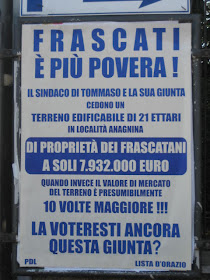 FRASCATI
È PIÙ POVERA !
IL SINDACO DI TOMMASO E LA SUA GIUNTA
CEDONO UN
TERRENO EDIFICABILE DI 21 ETTARI
IN LOCALITÀ ANAGNINA
DI PROPRIETÀ DEI FRASCATANI
A SOLI 7.932.000 EURO
QUANDO INVECE IL VALORE DI MERCATO
DEL TERRENO È PRESUMIBILMENTE
10 VOLTE MAGGIORE !!!
LA VOTERESTI ANCORA
QUESTA GIUNTA?
PDL LISTA D'ORAZIO